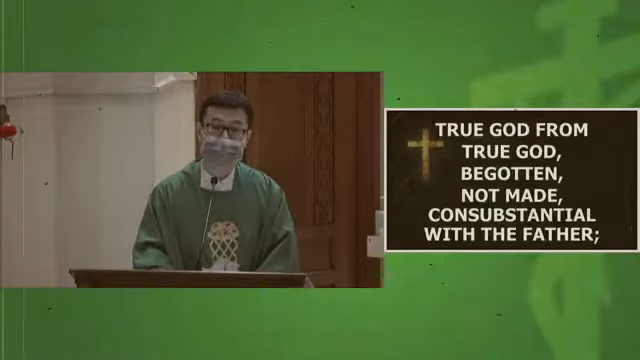 TRUE GOD FROM
TRUE GOD,
BEGOTTEN,
NOT MADE,
CONSUBSTANTIAL
WITH THE FATHER;